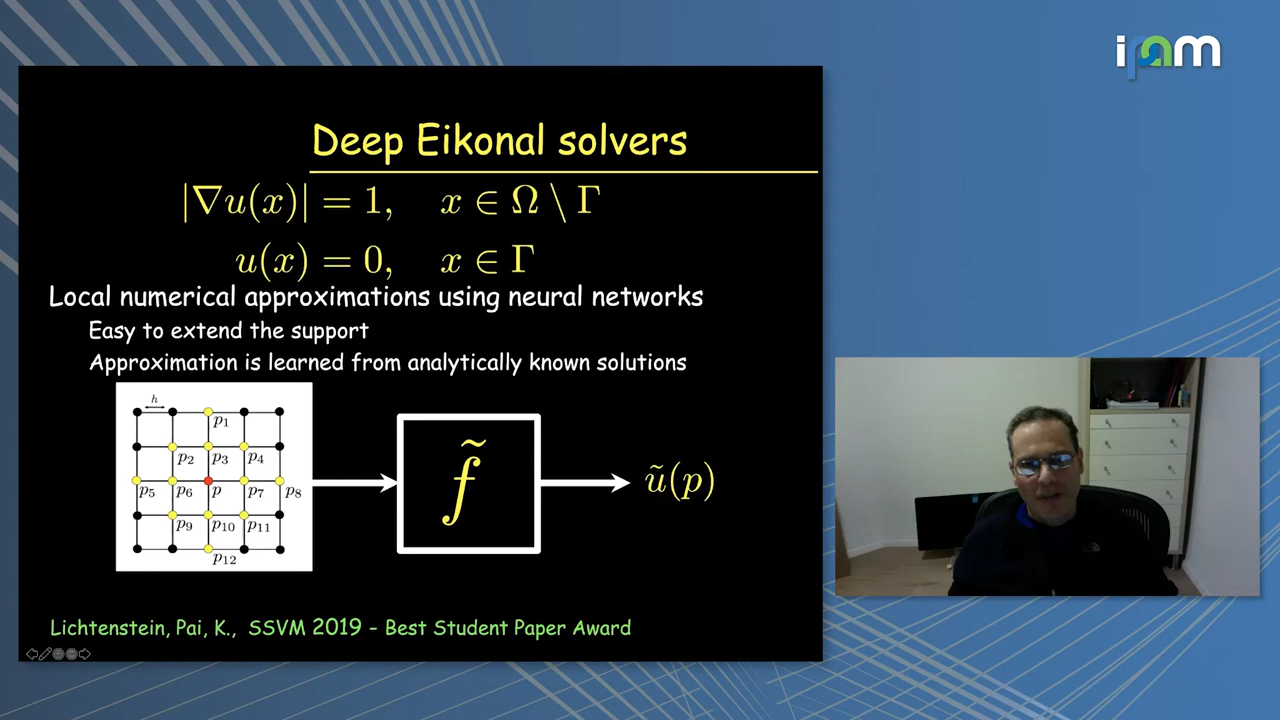 ipam
Deep Eikonal solvers
|∇u(x)| = 1, x ∈ Ω \ Γ
u(x) = 0, x ∈ Γ
Local numerical approximations using neural networks
Easy to extend the support
Approximation is learned from analytically known solutions
h
p1
p2 p3 p4
p5 p6 p p7 p8
p9 p10 p11
p12
f̃
ũ(p)
Lichtenstein, Pai, K., SSVM 2019 - Best Student Paper Award